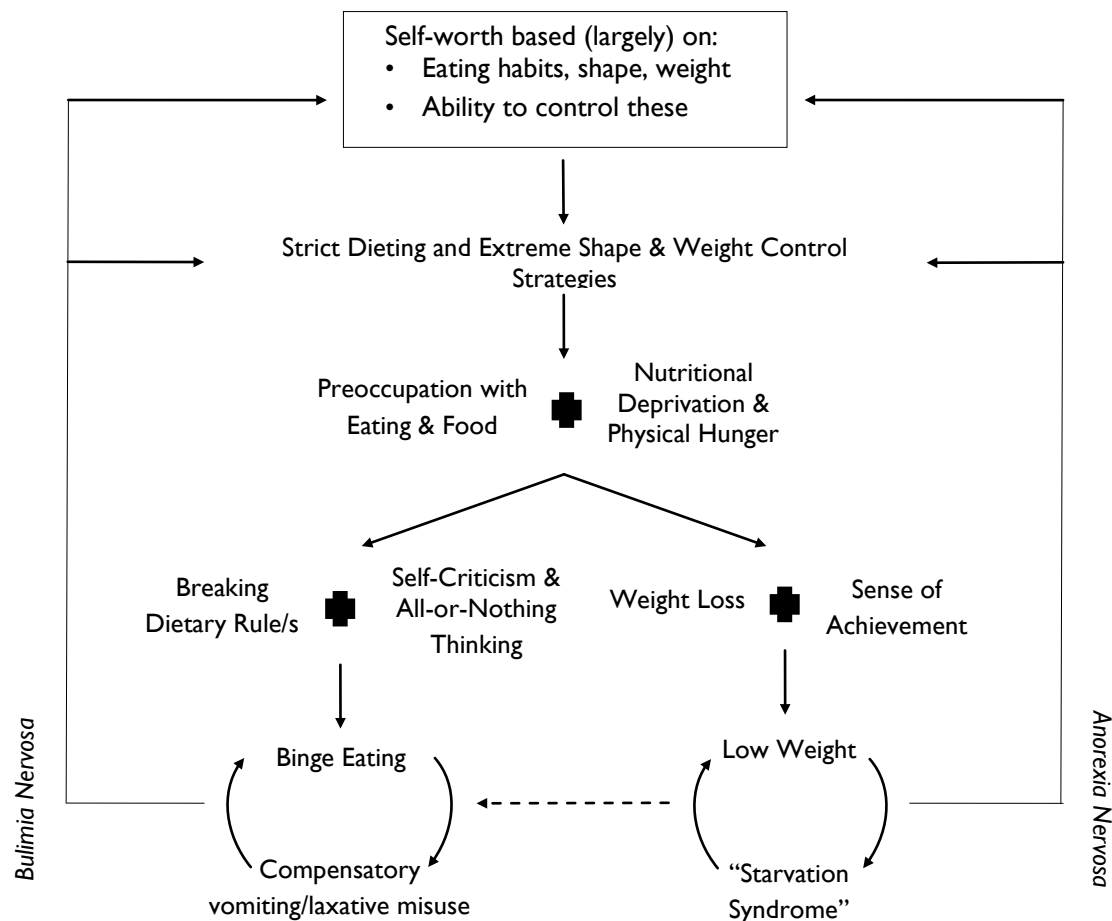 Self-worth based (largely) on:
• Eating habits, shape, weight
• Ability to control these
Strict Dieting and Extreme Shape & Weight Control
Strategies
Preoccupation with
Eating & Food
Nutritional
Deprivation &
Physical Hunger
Breaking
Dietary Rule/s
Self-Criticism &
All-or-Nothing
Thinking
Weight Loss
Sense of
Achievement
Binge Eating
Low Weight
Compensatory
vomiting/laxative misuse
“Starvation
Syndrome”
Bulimia Nervosa
Anorexia Nervosa